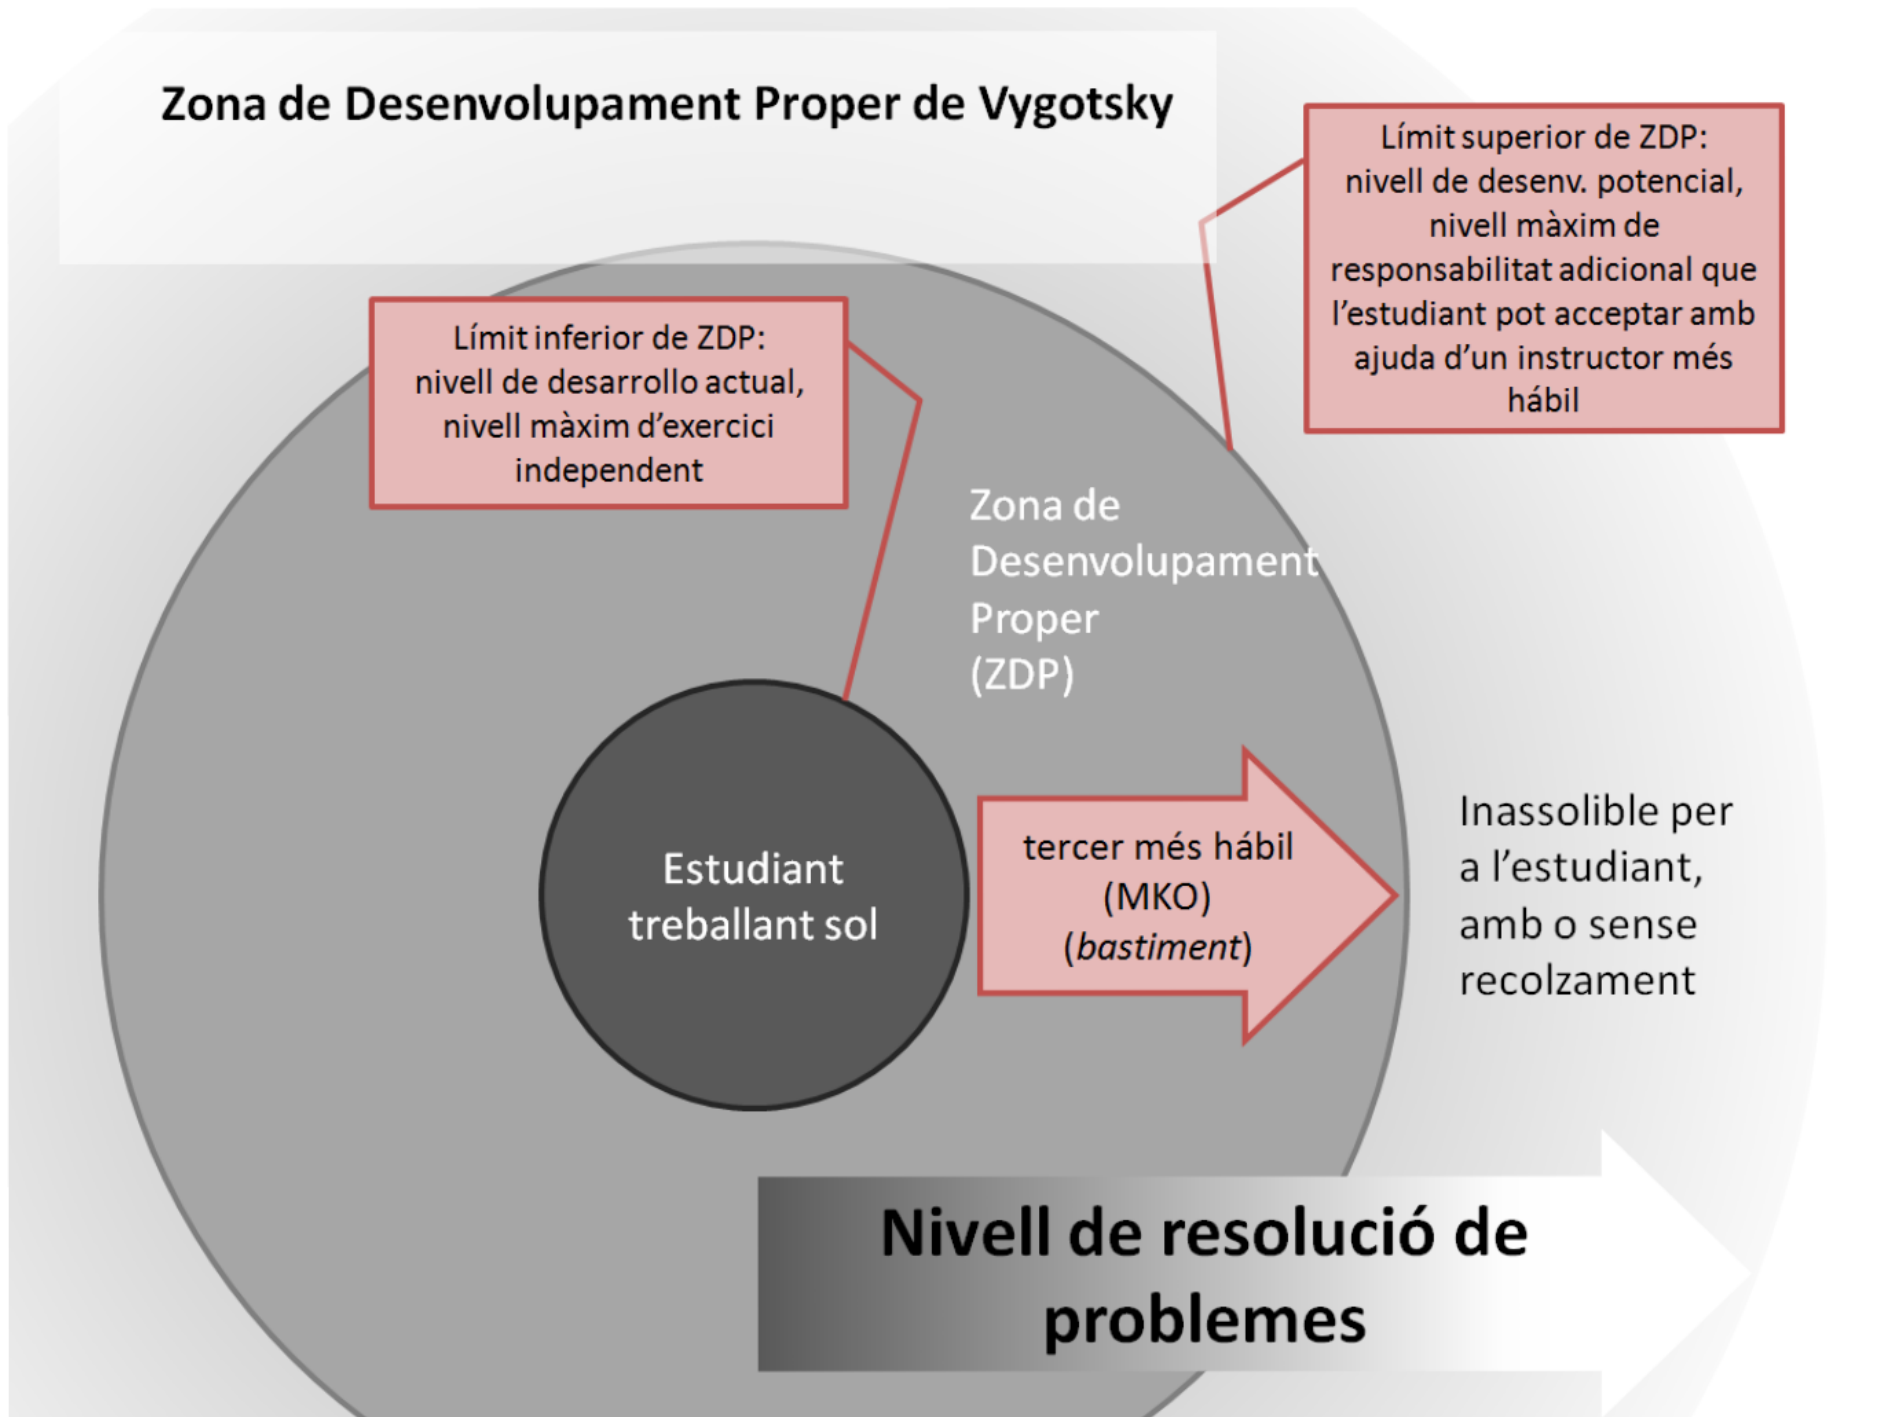 Zona de Desenvolupament Proper de Vygotsky
Límit superior de ZDP:
nivell de desenv. potencial,
nivell màxim de
responsabilitat adicional que
l’estudiant pot acceptar amb
ajuda d’un instructor més
hábil
Límit inferior de ZDP:
nivell de desarrollo actual,
nivell màxim d’exercici
independent
Zona de
Desenvolupament
Proper
(ZDP)
Estudiant
treballant sol
tercer més hábil
(MKO)
(bastiment)
Inassolible per
a l’estudiant,
amb o sense
recolzament
Nivell de resolució de
problemes